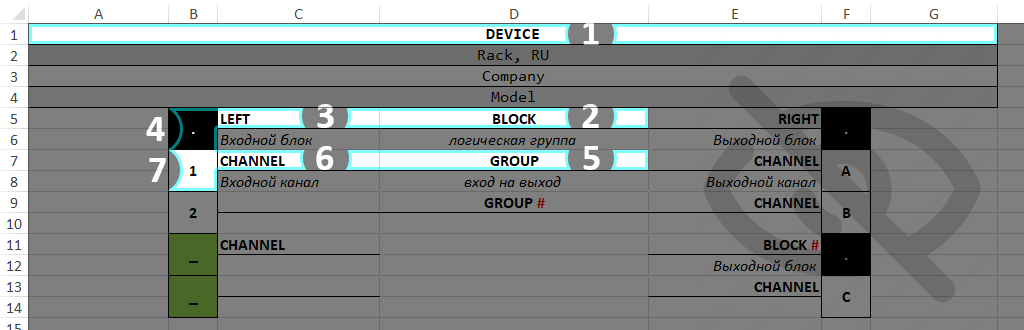 A B C D E F G
1 DEVICE 1
2 Rack, RU
3 Company
4 Model
5 4 . LEFT 3 BLOCK 2 RIGHT .
6 Входной блок логическая группа Выходной блок
7 7 1 CHANNEL 6 GROUP 5 CHANNEL A
8 Входной канал вход на выход Выходной канал
9 2 GROUP # CHANNEL B
10
11 _ CHANNEL BLOCK # .
12 Выходной блок
13 _ CHANNEL C
14
15